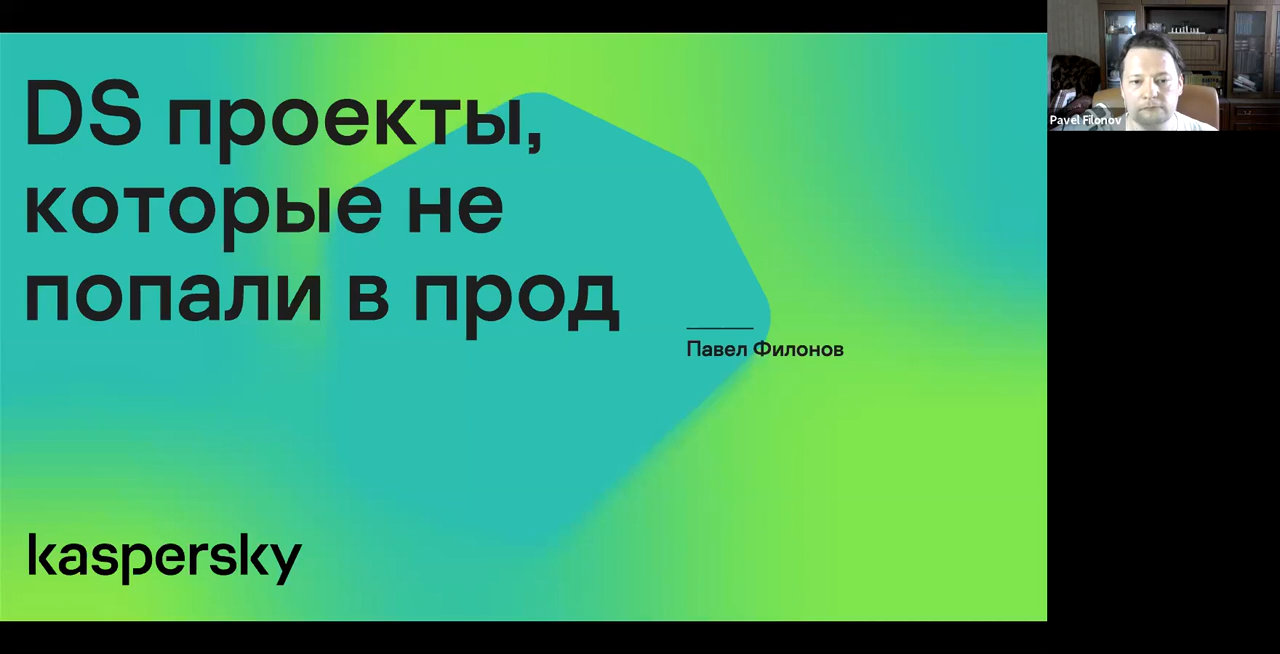 DS проекты,
которые не
попали в прод
Павел Филонов
kaspersky
Pavel Filonov